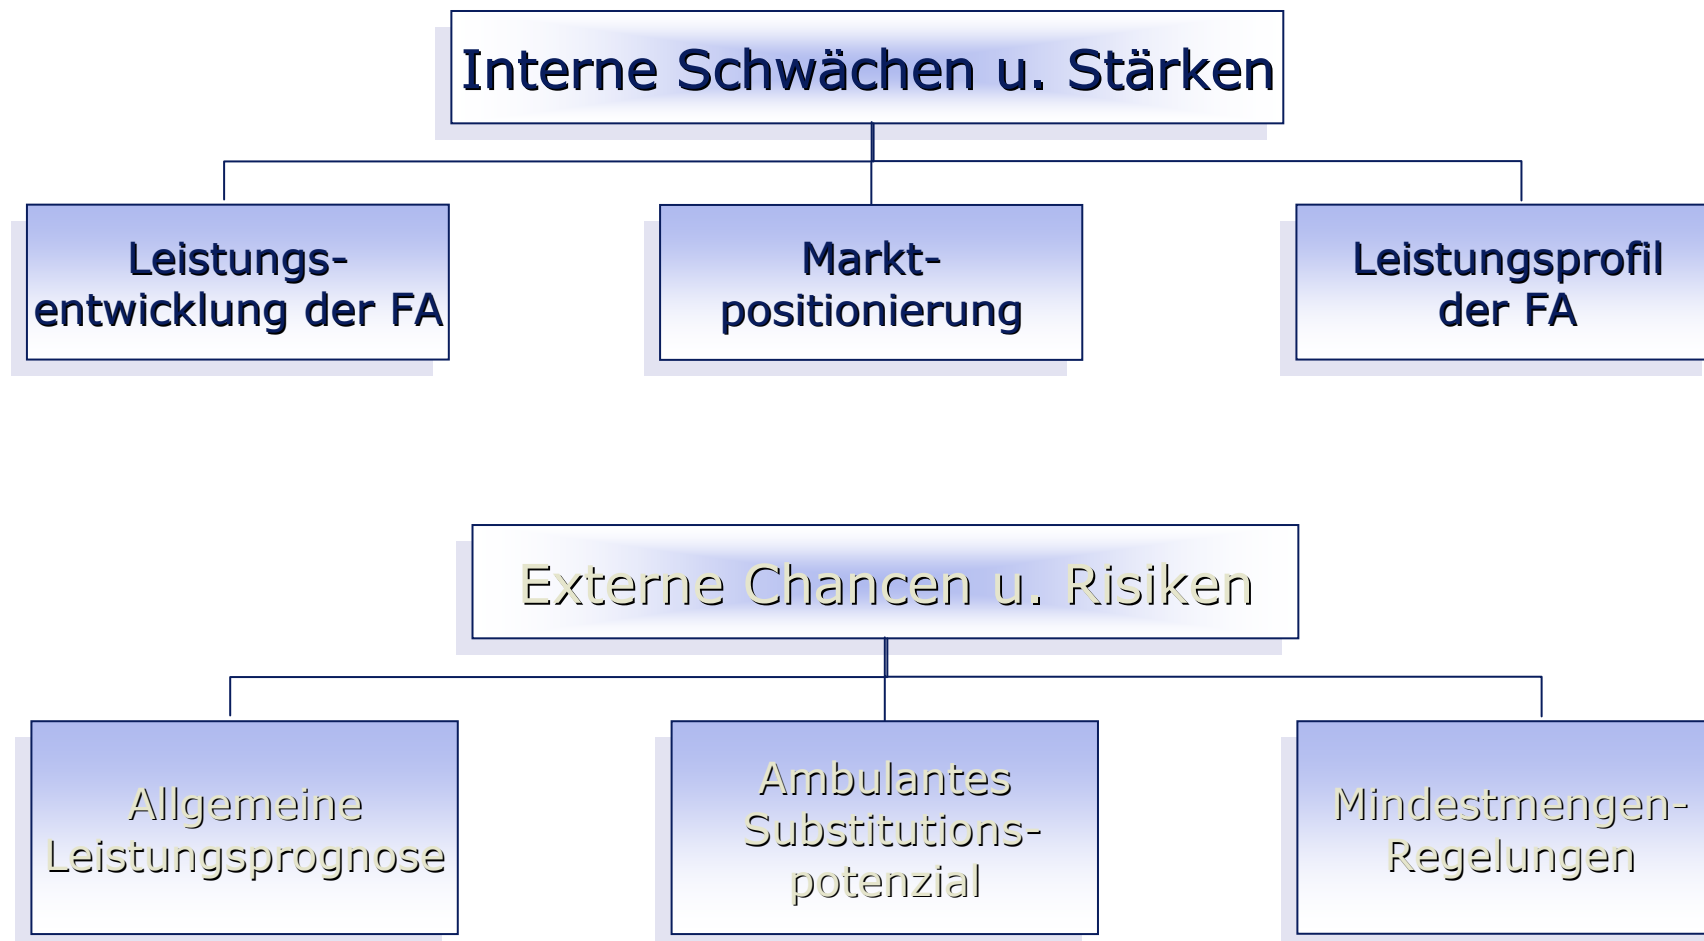 Interne Schwächen u. Stärken
Leistungs-
entwicklung der FA
Markt-
positionierung
Leistungsprofil
der FA
Externe Chancen u. Risiken
Allgemeine
Leistungsprognose
Ambulantes
Substitutions-
potenzial
Mindestmengen-
Regelungen